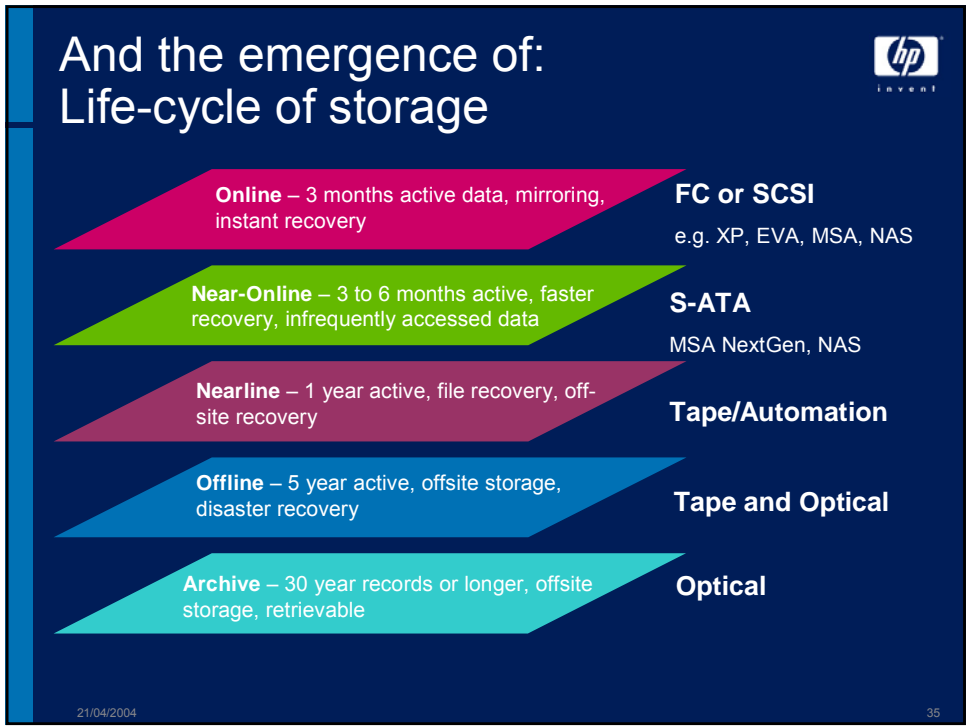 And the emergence of:
Life-cycle of storage
hp
invent
Online – 3 months active data, mirroring,
instant recovery
FC or SCSI
e.g. XP, EVA, MSA, NAS
Near-Online – 3 to 6 months active, faster
recovery, infrequently accessed data
S-ATA
MSA NextGen, NAS
Nearline – 1 year active, file recovery, off-
site recovery
Tape/Automation
Offline – 5 year active, offsite storage,
disaster recovery
Tape and Optical
Archive – 30 year records or longer, offsite
storage, retrievable
Optical
21/04/2004
35